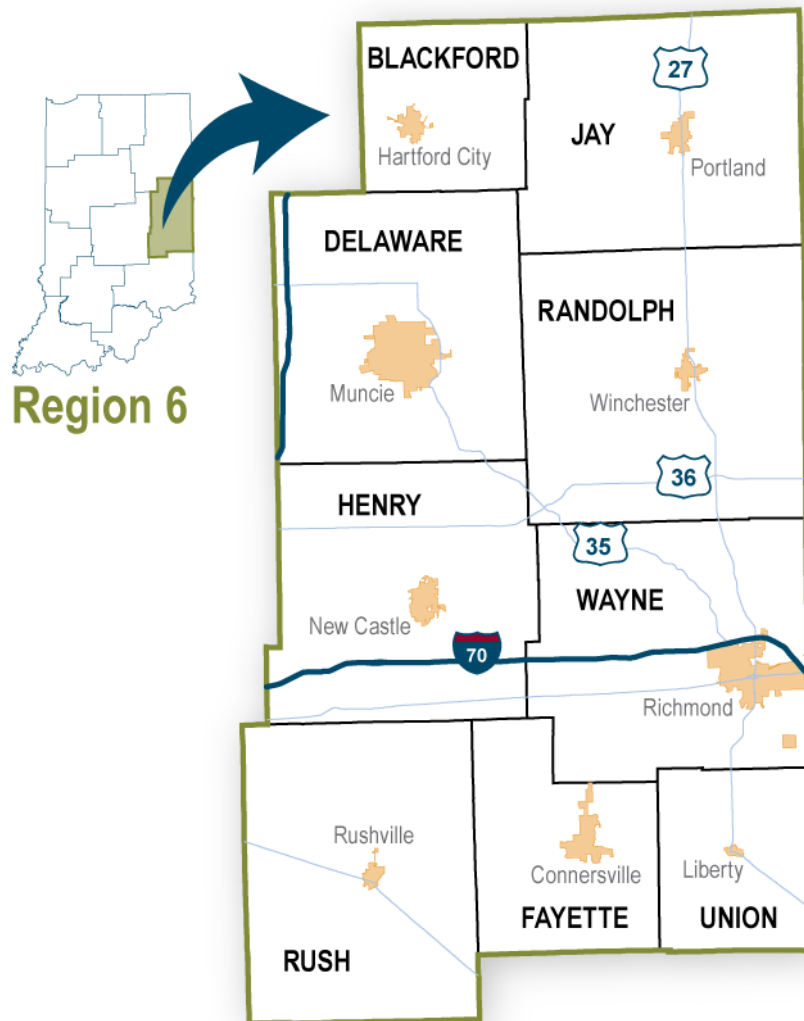 BLACKFORD
27
JAY
Hartford City
Portland
DELAWARE
RANDOLPH
Muncie
Winchester
Region 6
36
HENRY
35
WAYNE
New Castle
70
Richmond
Rushville
Connersville
Liberty
FAYETTE
UNION
RUSH